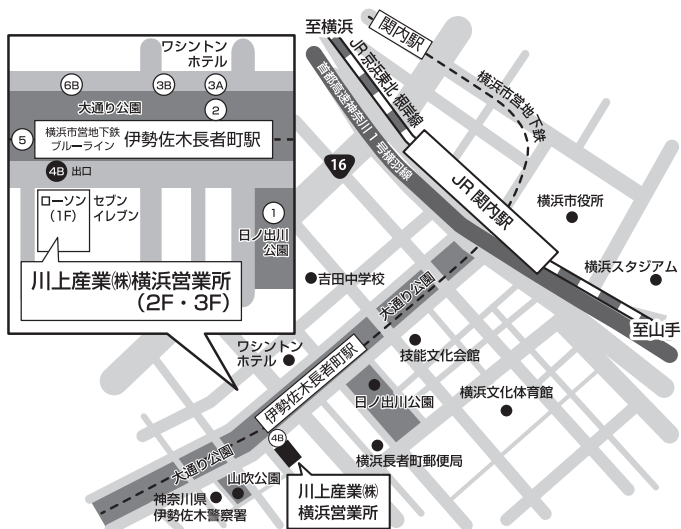 ワシントン
ホテル
6B
3B
3A
大通り公園
2
5
横浜市営地下鉄
ブルーライン
伊勢佐木長者町駅
4B 出口
ローソン
(1F)
セブン
イレブン
1
日ノ出川
公園
川上産業㈱横浜営業所
(2F・3F)
至横浜
関内駅
JR 京浜東北 根岸線
横浜市営地下鉄
首都高速神奈川1号横羽線
16
JR 関内駅
横浜市役所
横浜スタジアム
至山手
吉田中学校
大通り公園
ワシントン
ホテル
伊勢佐木長者町駅
技能文化会館
日ノ出川公園
横浜文化体育館
4B
横浜長者町郵便局
大通り公園
山吹公園
神奈川県
伊勢佐木警察署
川上産業㈱
横浜営業所